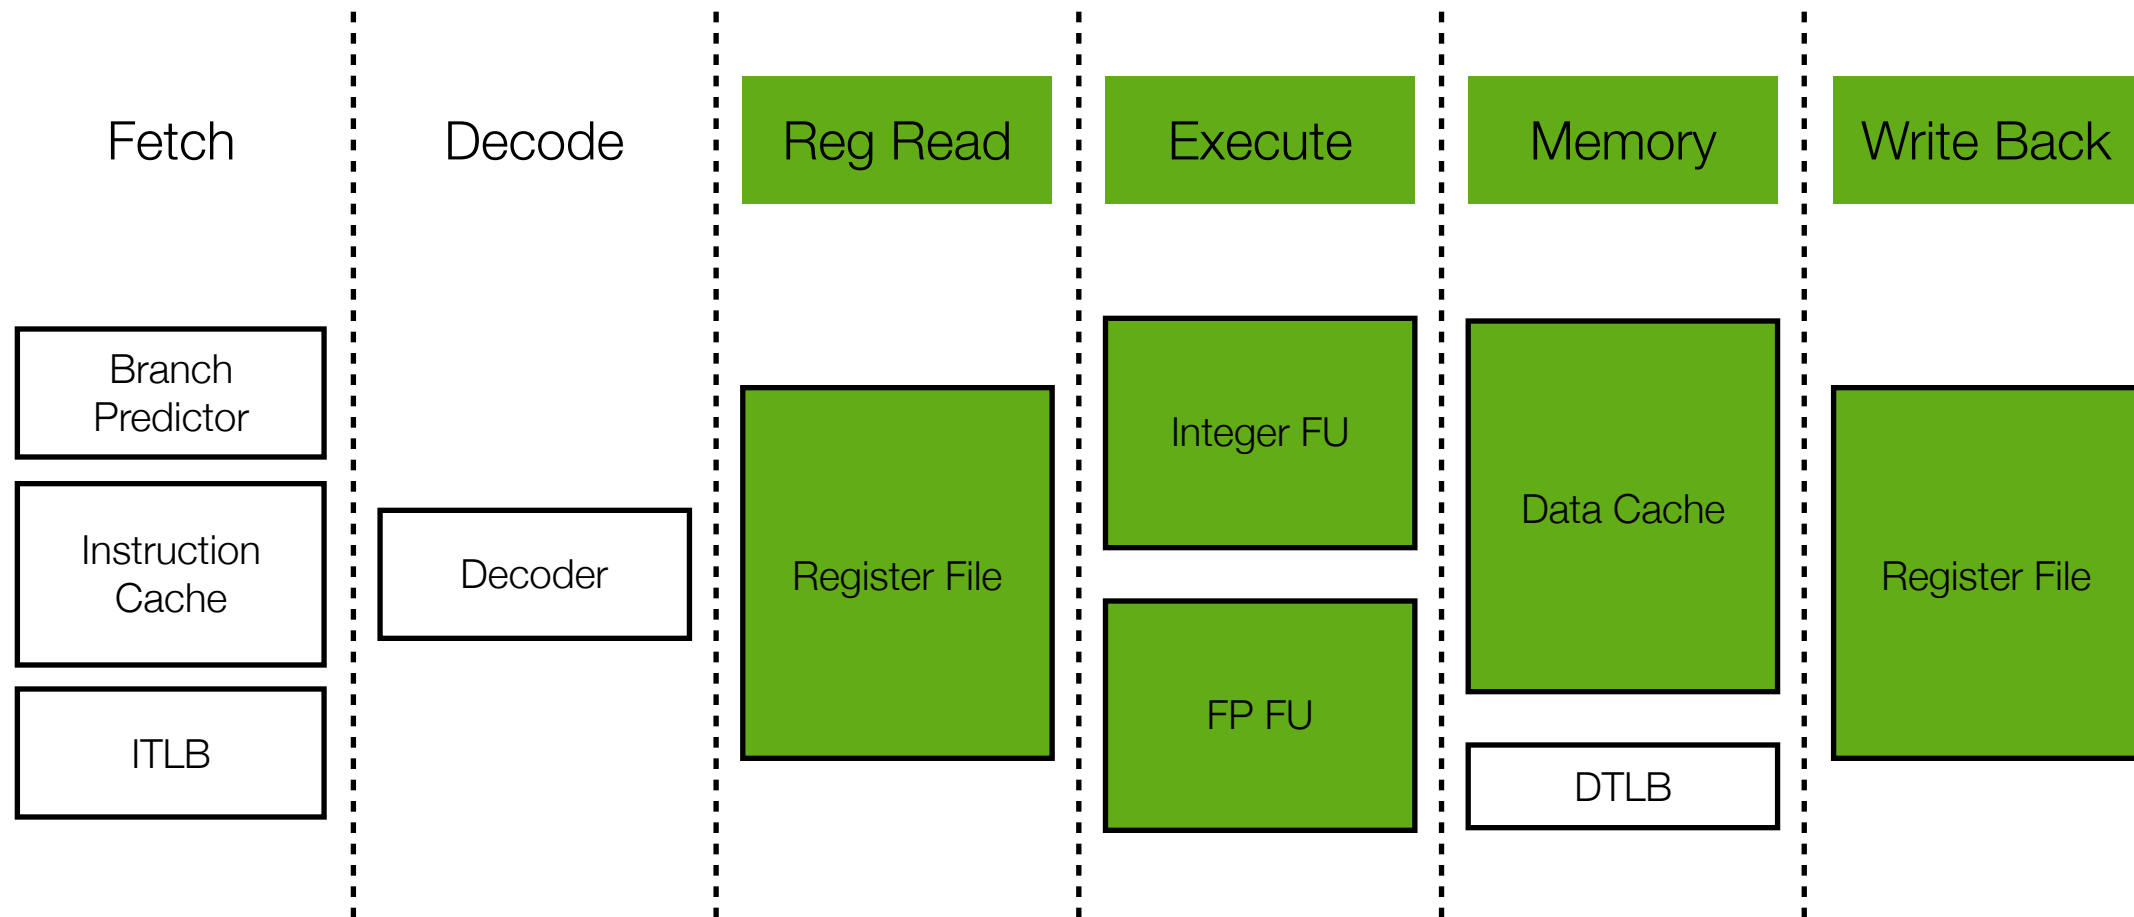 Fetch
Decode
Reg Read
Execute
Memory
Write Back
Branch
Predictor
Instruction
Cache
ITLB
Decoder
Register File
Integer FU
FP FU
Data Cache
DTLB
Register File